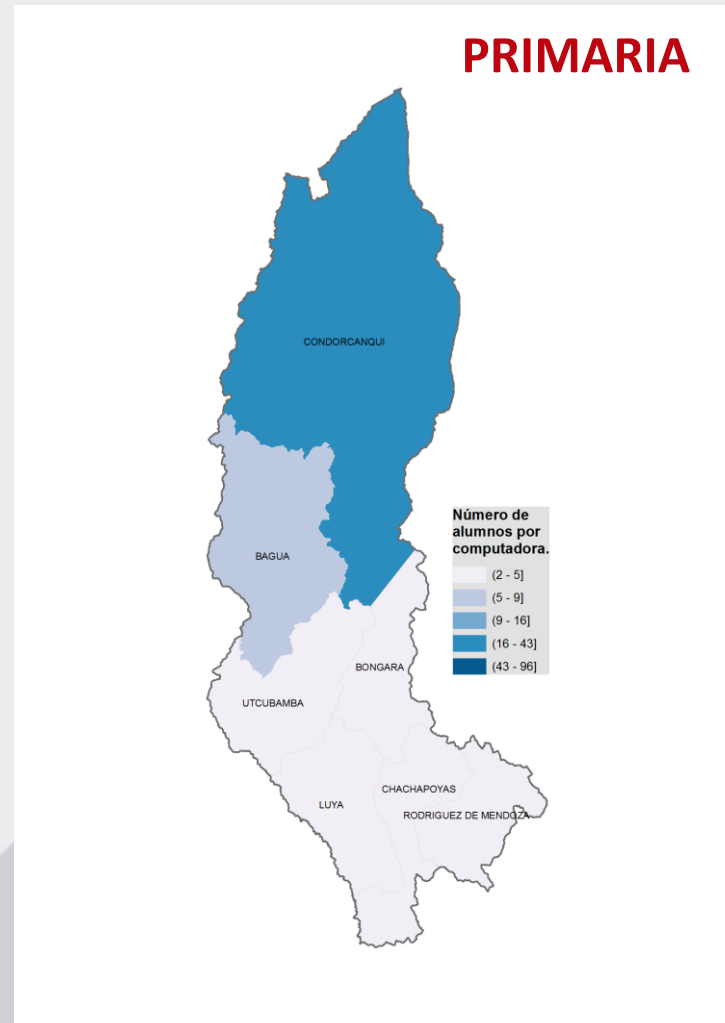 PRIMARIA
CONDORCANQUI
Número de
alumnos por
computadora.
(2 - 5]
(5 - 9]
(9 - 16]
(16 - 43]
(43 - 96]
BAGUA
BONGARA
UTCUBAMBA
CHACHAPOYAS
LUYA
RODRIGUEZ DE MENDOZA